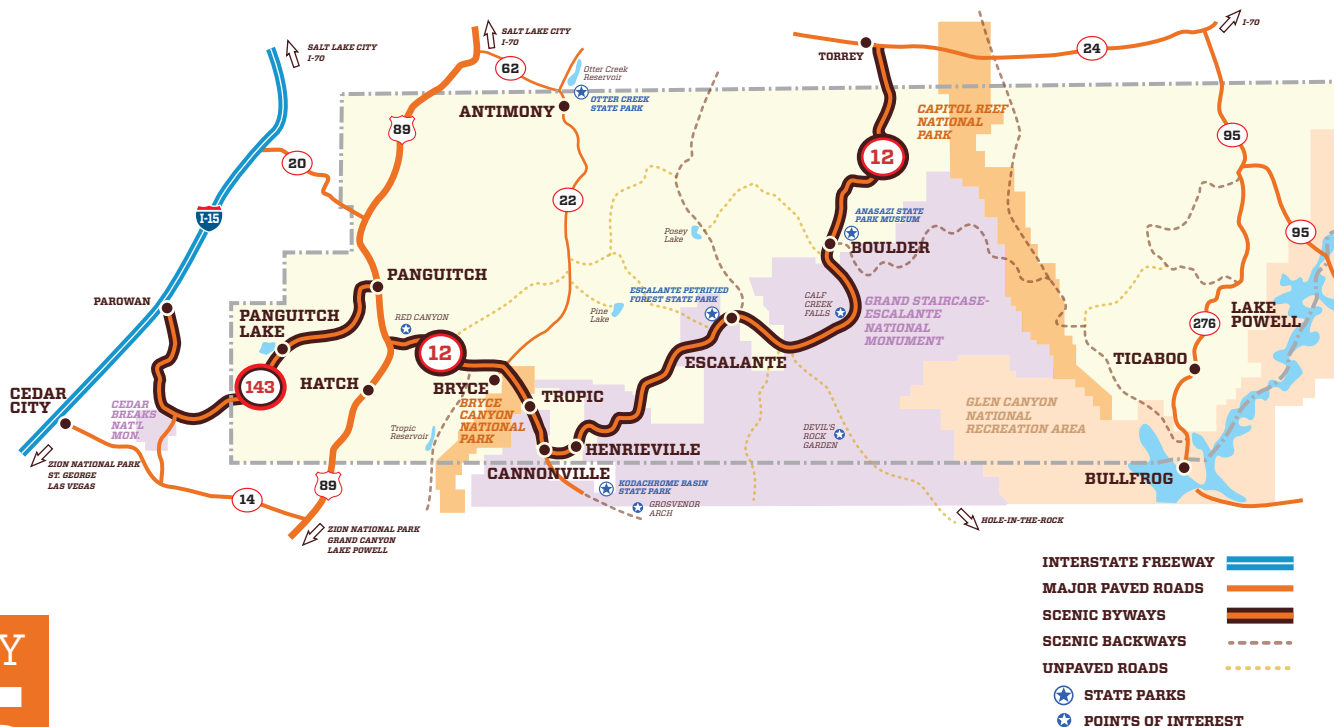 SALT LAKE CITY
I-70
SALT LAKE CITY
I-70
I-70
TORREY
24
62
Otter Creek
Reservoir
OTTER CREEK
STATE PARK
ANTIMONY
89
20
CAPITOL REEF
NATIONAL
PARK
95
12
22
I-15
ANASAZI STATE
PARK MUSEUM
Posey
Lake
BOULDER
95
PANGUITCH
PAROWAN
PANGUITCH
LAKE
RED CANYON
ESCALANTE PETRIFIED
FOREST STATE PARK
Pine
Lake
CALF
CREEK
FALLS
GRAND STAIRCASE-
ESCALANTE
NATIONAL
MONUMENT
LAKE
POWELL
276
12
ESCALANTE
TICABOO
143
HATCH
BRYCE
BRYCE
CANYON
NATIONAL
PARK
TROPIC
CEDAR
CITY
CEDAR
BREAKS
NAT'L
MON.
GLEN CANYON
NATIONAL
RECREATION AREA
Tropic
Reservoir
DEVIL'S
ROCK
GARDEN
HENRIEVILLE
CANNONVILLE
ZION NATIONAL PARK
ST. GEORGE
LAS VEGAS
BULLFROG
89
14
KODACHROME BASIN
STATE PARK
GROSVENOR
ARCH
HOLE-IN-THE-ROCK
ZION NATIONAL PARK
GRAND CANYON
LAKE POWELL
INTERSTATE FREEWAY
MAJOR PAVED ROADS
SCENIC BYWAYS
SCENIC BACKWAYS
UNPAVED ROADS
STATE PARKS
POINTS OF INTEREST
Y